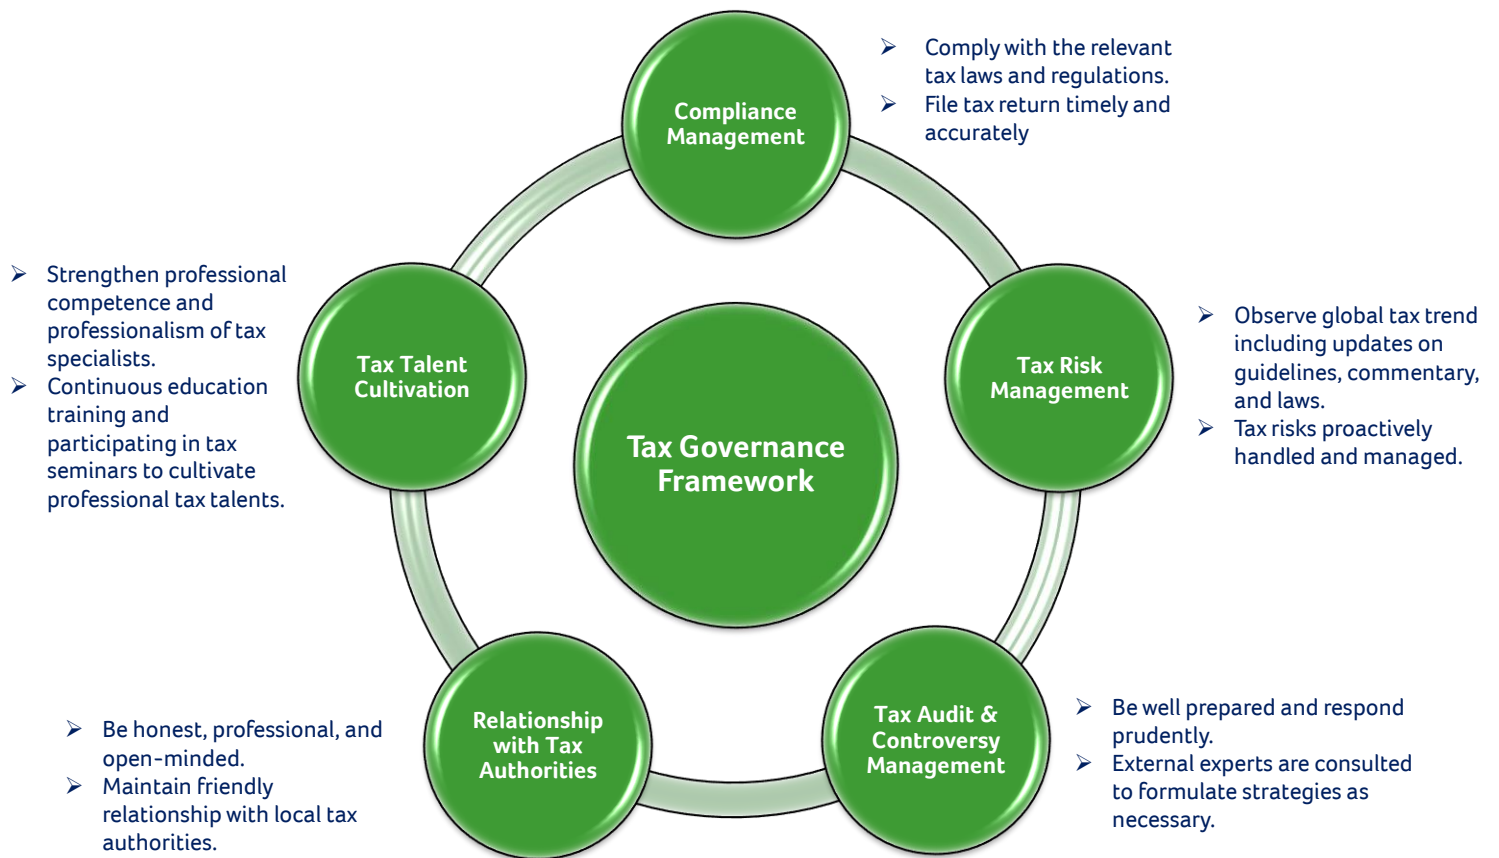 Compliance
Management
➢ Comply with the relevant
tax laws and regulations.
➢ File tax return timely and
accurately
Tax Risk
Management
➢ Observe global tax trend
including updates on
guidelines, commentary,
and laws.
➢ Tax risks proactively
handled and managed.
Tax Audit &
Controversy
Management
➢ Be well prepared and respond
prudently.
➢ External experts are consulted
to formulate strategies as
necessary.
Relationship
with Tax
Authorities
➢ Be honest, professional, and
open-minded.
➢ Maintain friendly
relationship with local tax
authorities.
Tax Talent
Cultivation
➢ Strengthen professional
competence and
professionalism of tax
specialists.
➢ Continuous education
training and
participating in tax
seminars to cultivate
professional tax talents.
Tax Governance
Framework